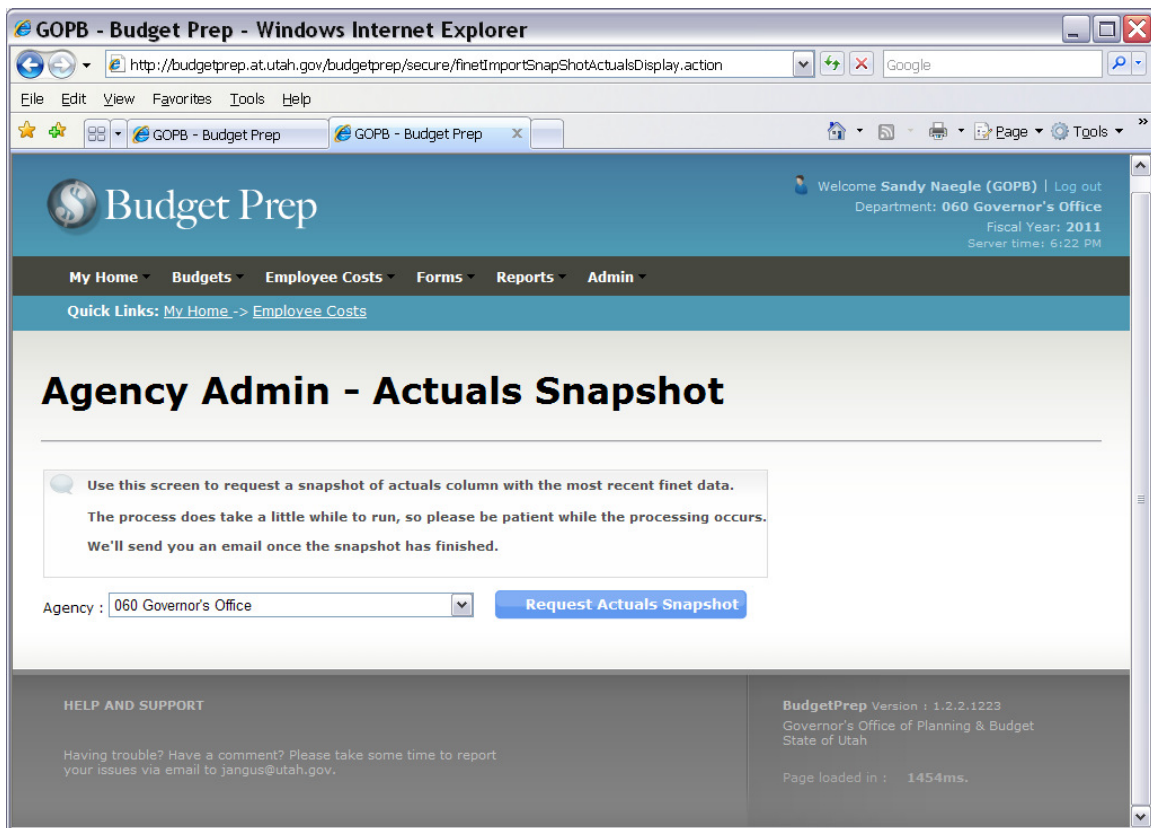 GOPB - Budget Prep - Windows Internet Explorer
http://budgetprep.at.utah.gov/budgetprep/secure/finetImportSnapShotActualsDisplay.action
Google
File Edit View Favorites Tools Help
GOPB - Budget Prep
GOPB - Budget Prep X
Page Tools »
$ Budget Prep
Welcome Sandy Naegle (GOPB) | Log out
Department: 060 Governor's Office
Fiscal Year: 2011
Server time: 6:22 PM
My Home Budgets Employee Costs Forms Reports Admin
Quick Links: My Home -> Employee Costs
Agency Admin - Actuals Snapshot
Use this screen to request a snapshot of actuals column with the most recent finet data.
The process does take a little while to run, so please be patient while the processing occurs.
We'll send you an email once the snapshot has finished.
Agency : 060 Governor's Office
Request Actuals Snapshot
HELP AND SUPPORT
Having trouble? Have a comment? Please take some time to report
your issues via email to jangus@utah.gov.
BudgetPrep Version : 1.2.2.1223
Governor's Office of Planning & Budget
State of Utah
Page loaded in : 1454ms.